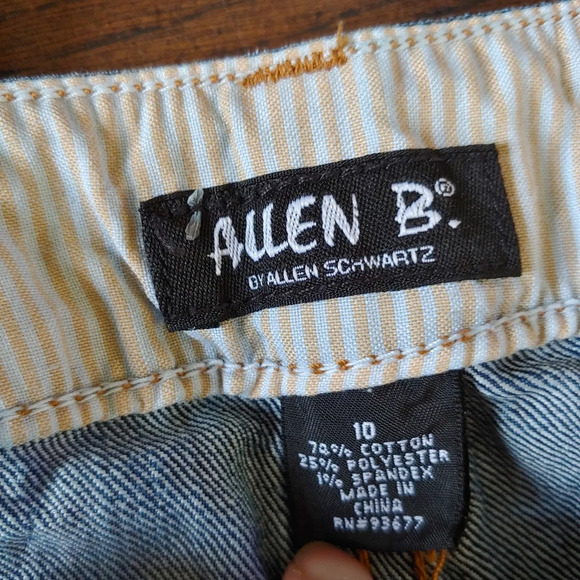 ALLEN B.®
BY ALLEN SCHWARTZ
10
74% COTTON
25% POLYESTER
1% SPANDEX
MADE IN
CHINA
RN#93677